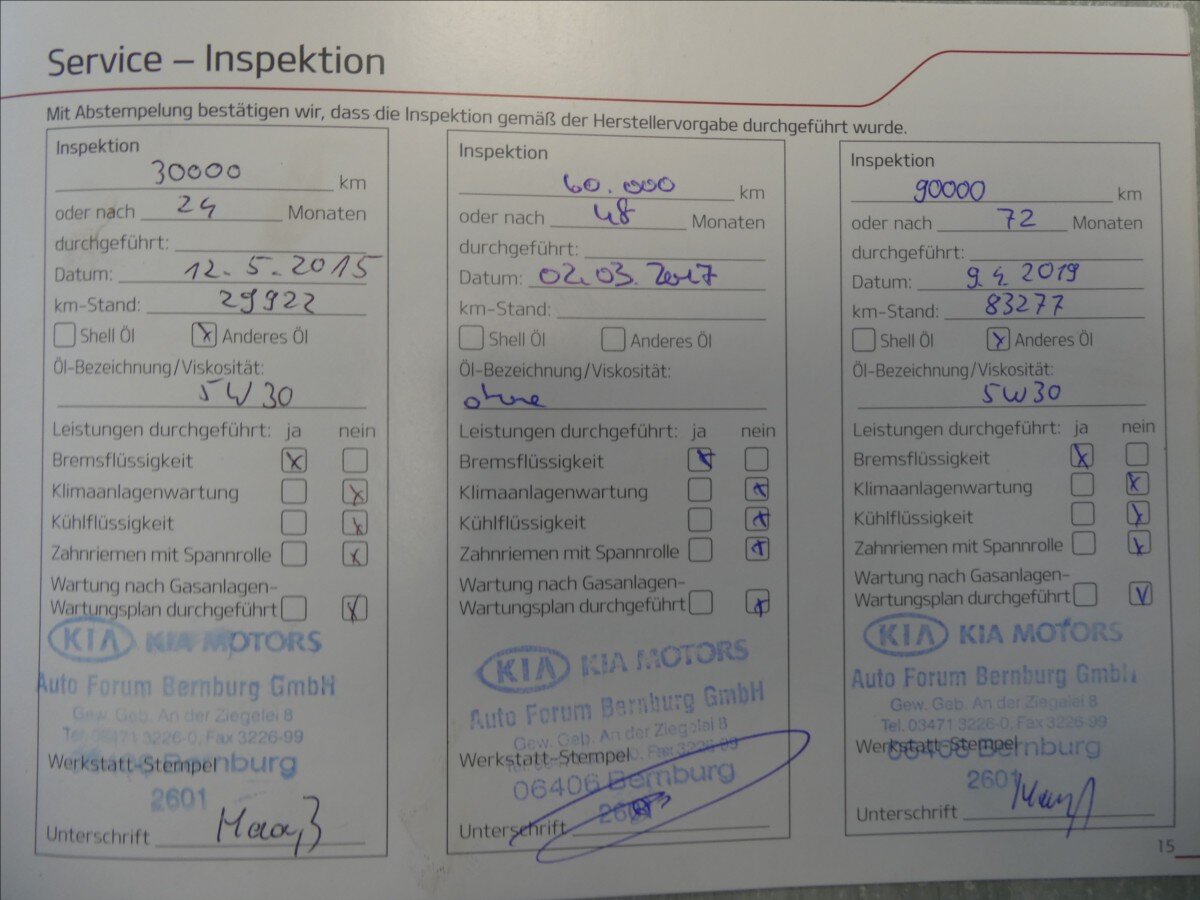 Service – Inspektion
Mit Abstempelung bestätigen wir, dass die Inspektion gemäß der Herstellervorgabe durchgeführt wurde.
Inspektion
30000 km
oder nach 24 Monaten
durchgeführt:
Datum: 12.5.2015
km-Stand: 29922
Shell Öl Anderes Öl
Öl-Bezeichnung/Viskosität:
5W30
Leistungen durchgeführt: ja nein
Bremsflüssigkeit
Klimaanlagenwartung
Kühlflüssigkeit
Zahnriemen mit Spannrolle
Wartung nach Gasanlagen-
Wartungsplan durchgeführt
KIA KIA MOTORS
Auto Forum Bernburg GmbH
Gew. Geb. An der Ziegelei 8
Tel. 03471 3226-0, Fax 3226-99
Werkstatt-Stempel
Bernburg
2601
Unterschrift
Inspektion
60.000 km
oder nach 48 Monaten
durchgeführt:
Datum: 02.03.2017
km-Stand:
Shell Öl Anderes Öl
Öl-Bezeichnung/Viskosität:
ohne
Leistungen durchgeführt: ja nein
Bremsflüssigkeit
Klimaanlagenwartung
Kühlflüssigkeit
Zahnriemen mit Spannrolle
Wartung nach Gasanlagen-
Wartungsplan durchgeführt
KIA KIA MOTORS
Auto Forum Bernburg GmbH
Gew. Geb. An der Ziegelei 8
Fax 3226-99
Werkstatt-Stempel
06406 Bernburg
Unterschrift
Inspektion
90000 km
oder nach 72 Monaten
durchgeführt:
Datum: 9.4.2019
km-Stand: 83277
Shell Öl Anderes Öl
Öl-Bezeichnung/Viskosität:
5W30
Leistungen durchgeführt: ja nein
Bremsflüssigkeit
Klimaanlagenwartung
Kühlflüssigkeit
Zahnriemen mit Spannrolle
Wartung nach Gasanlagen-
Wartungsplan durchgeführt
KIA KIA MOTORS
Auto Forum Bernburg GmbH
Gew. Geb. An der Ziegelei 8
Tel. 03471 3226-0, Fax 3226-99
Werkstatt-Stempel
06406 Bernburg
2601
Unterschrift
15